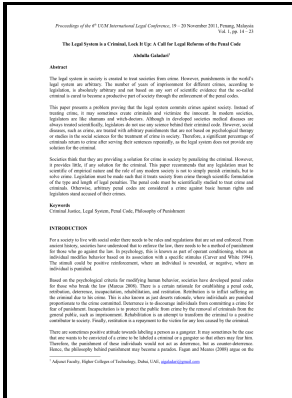 Proceedings of the 6th UUM International Legal Conference, 19 – 20 November 2011, Penang, Malaysia
Vol. 1, pp. 14 – 23
The Legal System is a Criminal, Lock It Up: A Call for Legal Reforms of the Penal Code
Abdulla Galadari¹
Abstract
The legal system in society is created to treat societies from crime. However, punishments in the world's
legal system are arbitrary. The number of years of imprisonment for different crimes, according to
legislation, is absolutely arbitrary and not based on any sort of scientific evidence that the so-called
criminal is cured to become a productive part of society through the enforcement of the penal codes.
This paper presents a problem proving that the legal system commits crimes against society. Instead of
treating crime, it may sometimes create criminals and victimize the innocent. In modern societies,
legislators are like shamans and witch-doctors. Although in developed societies medical diseases are
always treated scientifically, legislators do not use any science behind their criminal code. However, social
diseases, such as crime, are treated with arbitrary punishments that are not based on psychological therapy
or studies in the social sciences for the treatment of crime in society. Therefore, a significant percentage of
criminals return to crime after serving their sentences repeatedly, as the legal system does not provide any
solution for the criminal.
Societies think that they are providing a solution for crime in society by penalizing the criminal. However,
it provides little, if any solution for the criminal. This paper recommends that any legislation must be
scientific of empirical nature and the role of any modern society is not to simply punish criminals, but to
solve crime. Legislation must be made such that it treats society from crime through scientific formulation
of the type and length of legal penalties. The penal code must be scientifically studied to treat crime and
criminals. Otherwise, arbitrary penal codes are considered a crime against basic human rights and
legislators stand accused of their crimes.
Keywords
Criminal Justice, Legal System, Penal Code, Philosophy of Punishment
INTRODUCTION
For a society to live with social order there needs to be rules and regulations that are set and enforced. From
ancient history, societies have understood that to enforce the law, there needs to be a method of punishment
for those who go against the law. In psychology, this is known as part of operant conditioning, where an
individual modifies behavior based on its association with a specific stimulus (Carver and White 1994).
The stimuli could be positive reinforcement, where an individual is rewarded, or negative, where an
individual is punished.
Based on the psychological criteria for modifying human behavior, societies have developed penal codes
for those who break the law (Marcus 2008). There is a certain rationale for establishing a penal code,
retribution, deterrence, incapacitation, rehabilitation, and restitution. Retribution is to inflict suffering on
the criminal due to his crime. This is also known as just deserts rationale, where individuals are punished
proportionate to the crime committed. Deterrence is to discourage individuals from committing a crime for
fear of punishment. Incapacitation is to protect the public from crime by the removal of criminals from the
general public, such as imprisonment. Rehabilitation is an attempt to transform the criminal to a positive
contributor to society. Finally, restitution is a repayment to the victim for any loss caused by the criminal.
There are sometimes positive attitude towards labeling a person as a gangster. It may sometimes be the case
that one wants to be convicted of a crime to be labeled a criminal or a gangster so that others may fear him.
Therefore, the punishment of these individuals would not act as deterrence, but as counter-deterrence.
Hence, the philosophy behind punishment may become a paradox. Fagan and Meares (2008) argue on the
¹ Adjunct Faculty, Higher Colleges of Technology, Dubai, UAE, agaladari@gmail.com